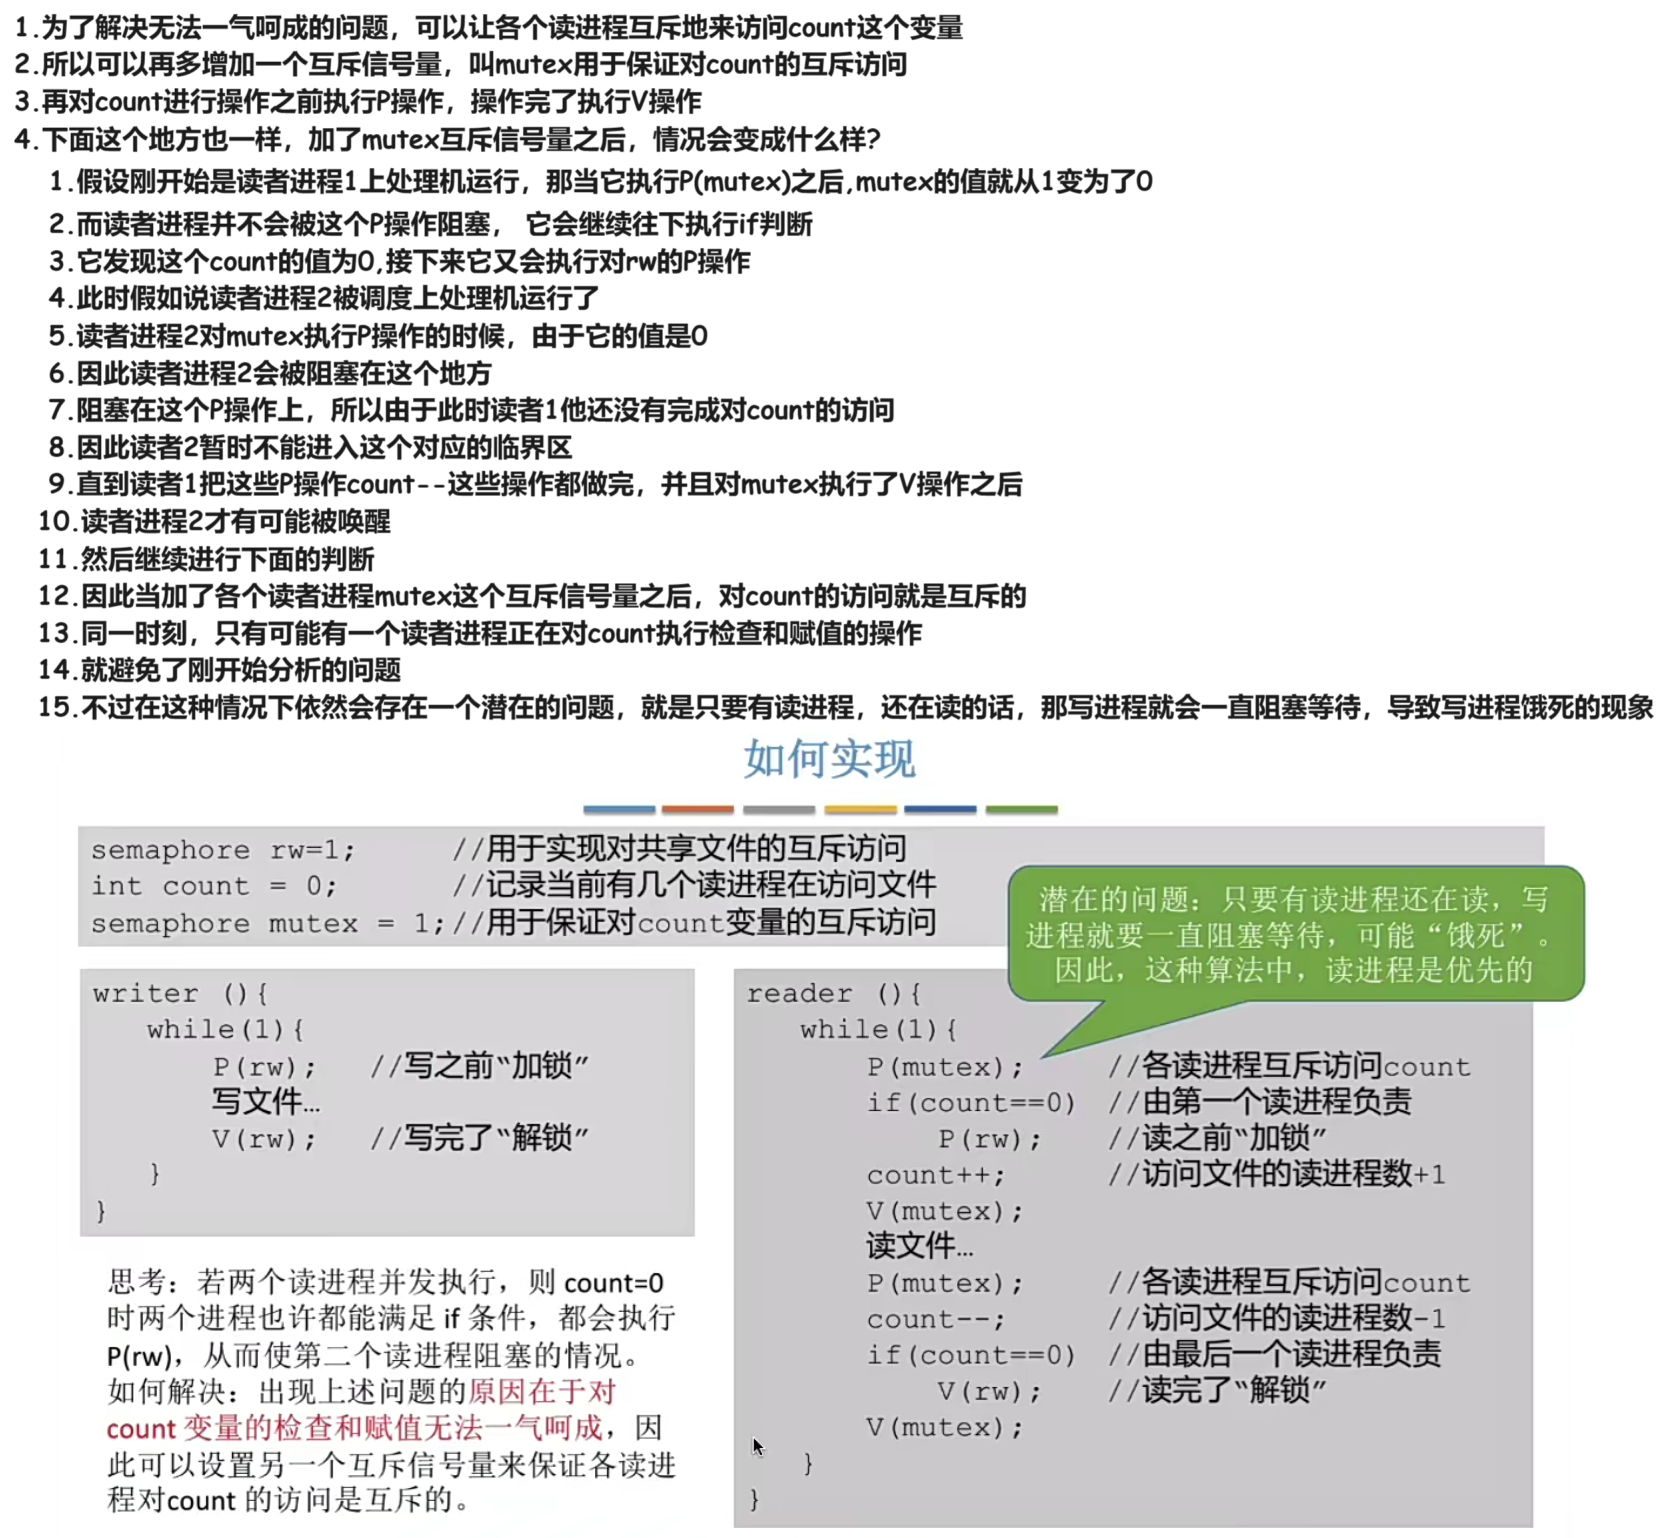 1.为了解决无法一气呵成的问题，可以让各个读进程互斥地来访问count这个变量
2.所以可以再多增加一个互斥信号量，叫mutex用于保证对count的互斥访问
3.再对count进行操作之前执行P操作，操作完了执行V操作
4.下面这个地方也一样，加了mutex互斥信号量之后，情况会变成什么样?
1.假设刚开始是读者进程1上处理机运行，那当它执行P(mutex)之后,mutex的值就从1变为了0
2.而读者进程并不会被这个P操作阻塞， 它会继续往下执行if判断
3.它发现这个count的值为0,接下来它又会执行对rw的P操作
4.此时假如说读者进程2被调度上处理机运行了
5.读者进程2对mutex执行P操作的时候，由于它的值是0
6.因此读者进程2会被阻塞在这个地方
7.阻塞在这个P操作上，所以由于此时读者1他还没有完成对count的访问
8.因此读者2暂时不能进入这个对应的临界区
9.直到读者1把这些P操作count--这些操作都做完，并且对mutex执行了V操作之后
10.读者进程2才有可能被唤醒
11.然后继续进行下面的判断
12.因此当加了各个读者进程mutex这个互斥信号量之后，对count的访问就是互斥的
13.同一时刻，只有可能有一个读者进程正在对count执行检查和赋值的操作
14.就避免了刚开始分析的问题
15.不过在这种情况下依然会存在一个潜在的问题，就是只要有读进程，还在读的话，那写进程就会一直阻塞等待，导致写进程饿死的现象
如何实现
semaphore rw=1; //用于实现对共享文件的互斥访问
int count = 0; //记录当前有几个读进程在访问文件
semaphore mutex = 1; //用于保证对count变量的互斥访问
潜在的问题：只要有读进程还在读，写
进程就要一直阻塞等待，可能“饿死”。
因此，这种算法中，读进程是优先的
writer (){
while(1){
P(rw); //写之前“加锁”
写文件…
V(rw); //写完了“解锁”
}
}
思考：若两个读进程并发执行，则 count=0
时两个进程也许都能满足 if 条件，都会执行
P(rw)，从而使第二个读进程阻塞的情况。
如何解决：出现上述问题的原因在于对
count 变量的检查和赋值无法一气呵成，因
此可以设置另一个互斥信号量来保证各读进
程对count 的访问是互斥的。
reader (){
while(1){
P(mutex); //各读进程互斥访问count
if(count==0) //由第一个读进程负责
P(rw); //读之前“加锁”
count++; //访问文件的读进程数+1
V(mutex);
读文件…
P(mutex); //各读进程互斥访问count
count--; //访问文件的读进程数-1
if(count==0) //由最后一个读进程负责
V(rw); //读完了“解锁”
V(mutex);
}
}